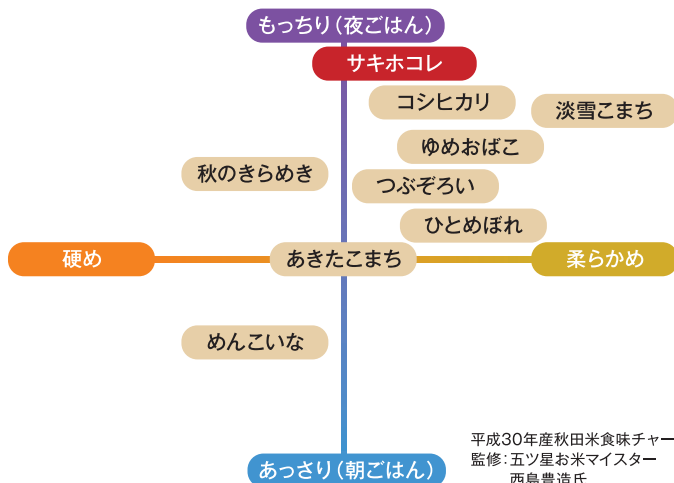 もっちり(夜ごはん)
サキホコレ
コシヒカリ
淡雪こまち
ゆめおばこ
秋のきらめき
つぶぞろい
ひとめぼれ
硬め
あきたこまち
柔らかめ
めんこいな
あっさり(朝ごはん)
平成30年産秋田米食味チャー
監修:五ツ星お米マイスター
西島豊造氏